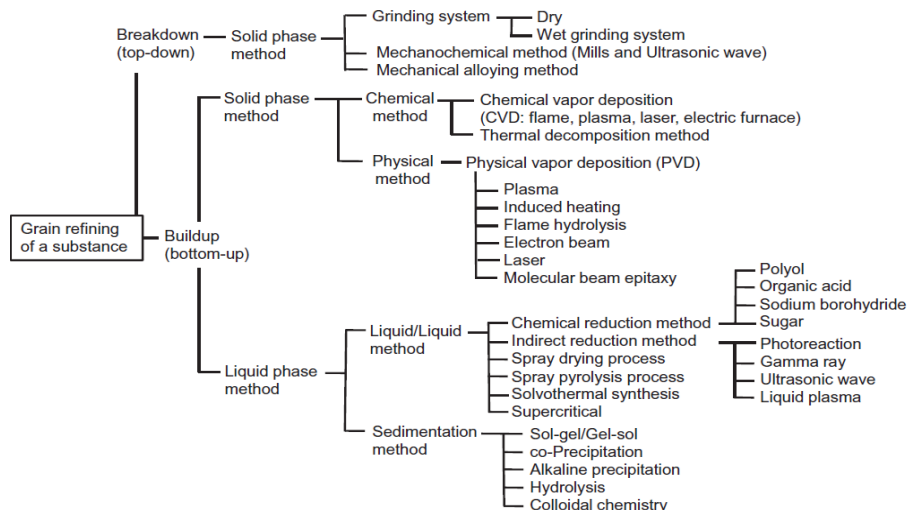 Breakdown
(top-down)
Solid phase
method
Grinding system
Dry
Wet grinding system
Mechanochemical method (Mills and Ultrasonic wave)
Mechanical alloying method
Grain refining
of a substance
Buildup
(bottom-up)
Solid phase
method
Chemical
method
Chemical vapor deposition
(CVD: flame, plasma, laser, electric furnace)
Thermal decomposition method
Physical
method
Physical vapor deposition (PVD)
Plasma
Induced heating
Flame hydrolysis
Electron beam
Laser
Molecular beam epitaxy
Liquid phase
method
Liquid/Liquid
method
Chemical reduction method
Polyol
Organic acid
Sodium borohydride
Sugar
Indirect reduction method
Photoreaction
Gamma ray
Ultrasonic wave
Liquid plasma
Spray drying process
Spray pyrolysis process
Solvothermal synthesis
Supercritical
Sedimentation
method
Sol-gel/Gel-sol
co-Precipitation
Alkaline precipitation
Hydrolysis
Colloidal chemistry